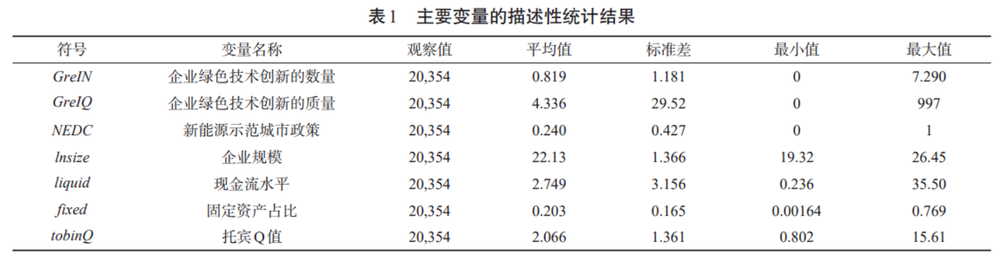 表1 主要变量的描述性统计结果
符号 变量名称 观察值 平均值 标准差 最小值 最大值
GreIN 企业绿色技术创新的数量 20,354 0.819 1.181 0 7.290
GreIQ 企业绿色技术创新的质量 20,354 4.336 29.52 0 997
NEDC 新能源示范城市政策 20,354 0.240 0.427 0 1
lnsize 企业规模 20,354 22.13 1.366 19.32 26.45
liquid 现金流水平 20,354 2.749 3.156 0.236 35.50
fixed 固定资产占比 20,354 0.203 0.165 0.00164 0.769
tobinQ 托宾Q值 20,354 2.066 1.361 0.802 15.61